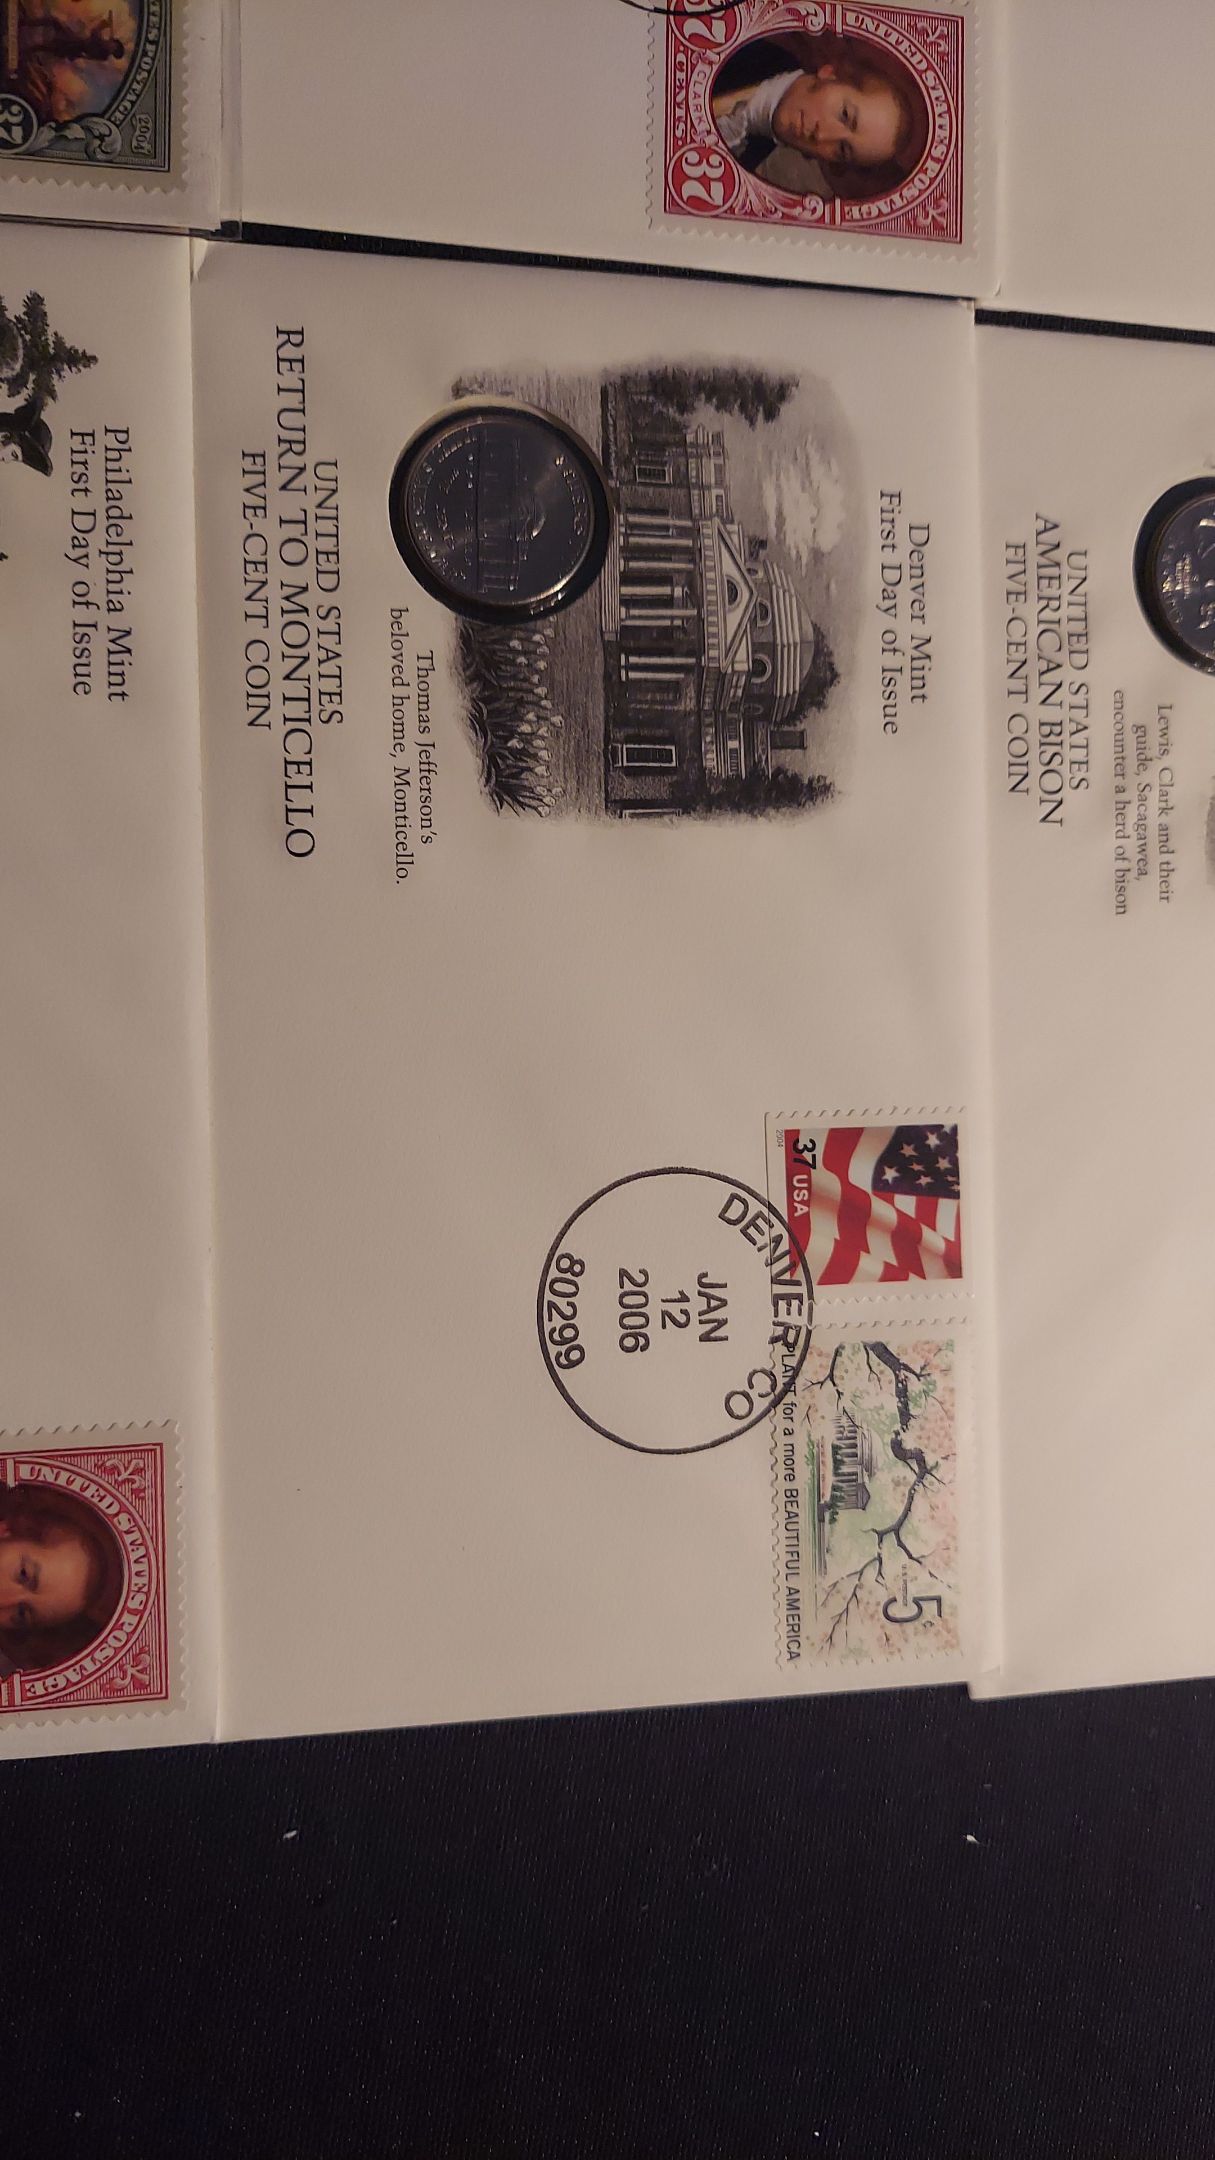 UNITED STATES POSTAGE
CLARK
37
CENTS.
37
TES POSTAGE
2004
37
UNITED STATES
AMERICAN BISON
FIVE-CENT COIN
Lewis, Clark and their
guide, Sacagawea,
encounter a herd of bison
Denver Mint
First Day of Issue
Thomas Jefferson's
beloved home, Monticello.
UNITED STATES
RETURN TO MONTICELLO
FIVE-CENT COIN
37 USA
2004
5¢
PLANT for a more BEAUTIFUL AMERICA
DENVER CO
JAN
12
2006
80299
Philadelphia Mint
First Day of Issue
UNITED STATES POSTAGE